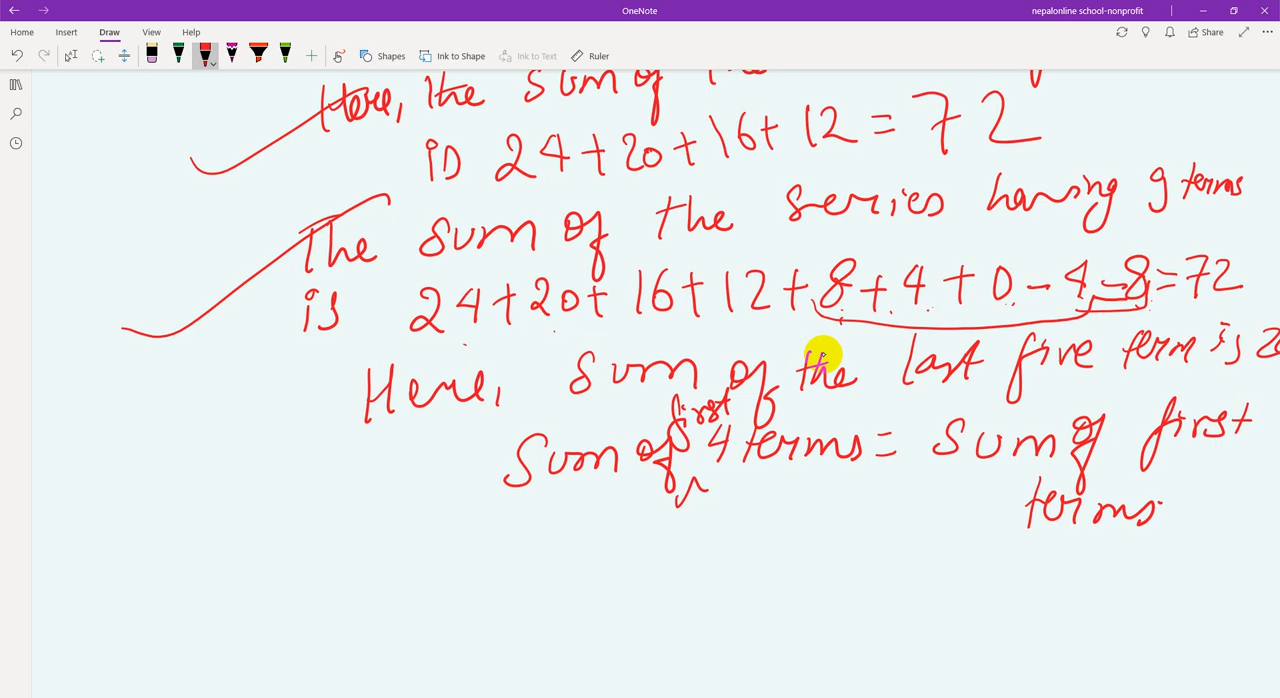 OneNote
nepalonline school-nonprofit
Home Insert Draw View Help
Share
Shapes Ink to Shape Ink to Text Ruler
Here, the sum of the
is 24+20+16+12=72
The sum of the series having 9 terms
is 24+20+16+12+8+4+0-4-8=72
Here, sum of the last five term is
first
Sum of 4 terms = sum of first
terms.